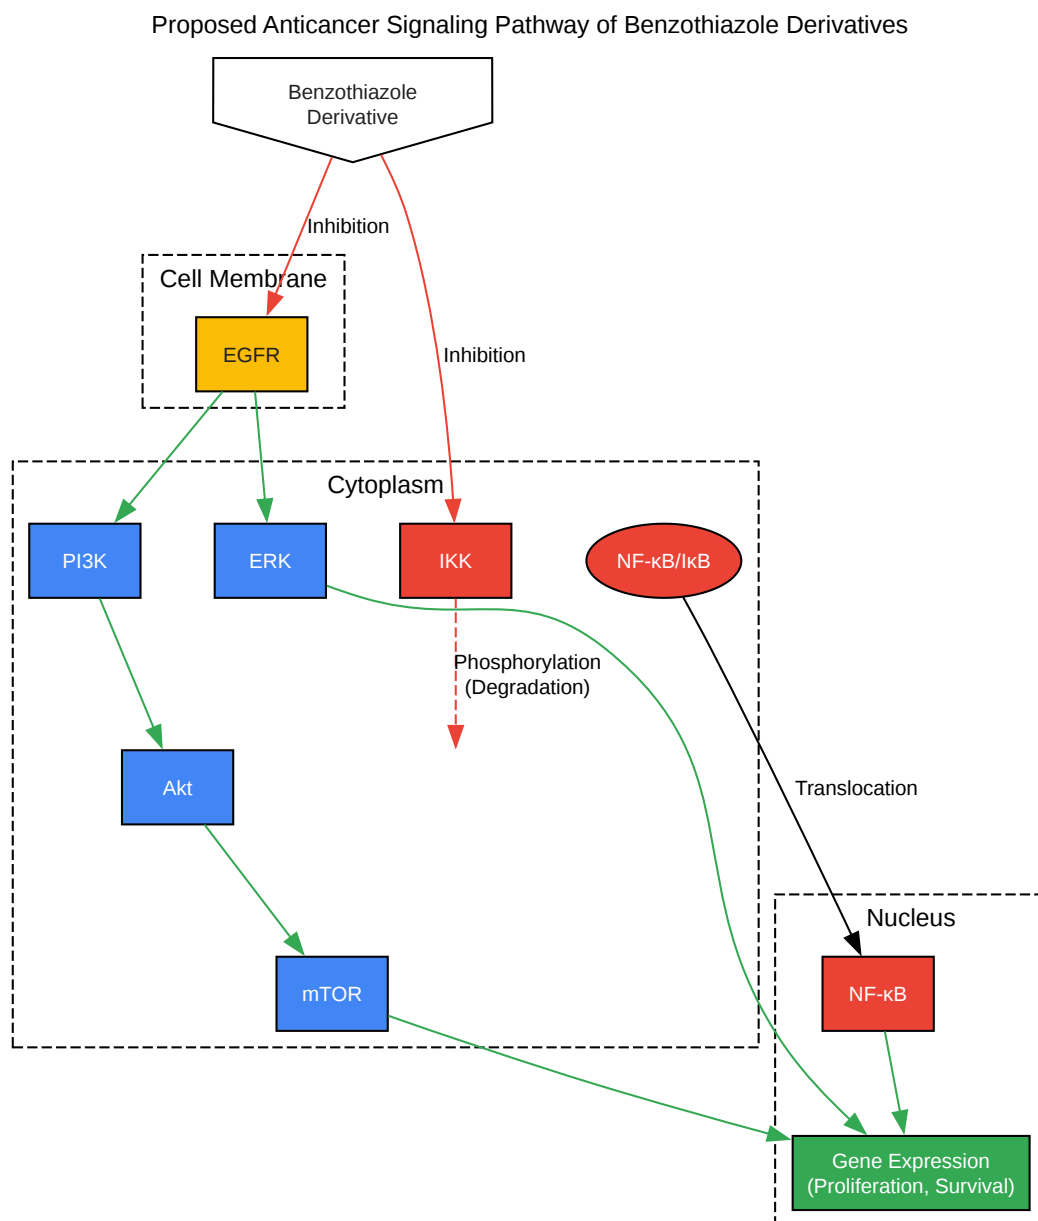 Proposed Anticancer Signaling Pathway of Benzothiazole Derivatives
Benzothiazole
Derivative
Inhibition
Cell Membrane
EGFR
Inhibition
Cytoplasm
PI3K
ERK
IKK
NF-κB/IκB
Phosphorylation
(Degradation)
Akt
Translocation
Nucleus
mTOR
NF-κB
Gene Expression
(Proliferation, Survival)